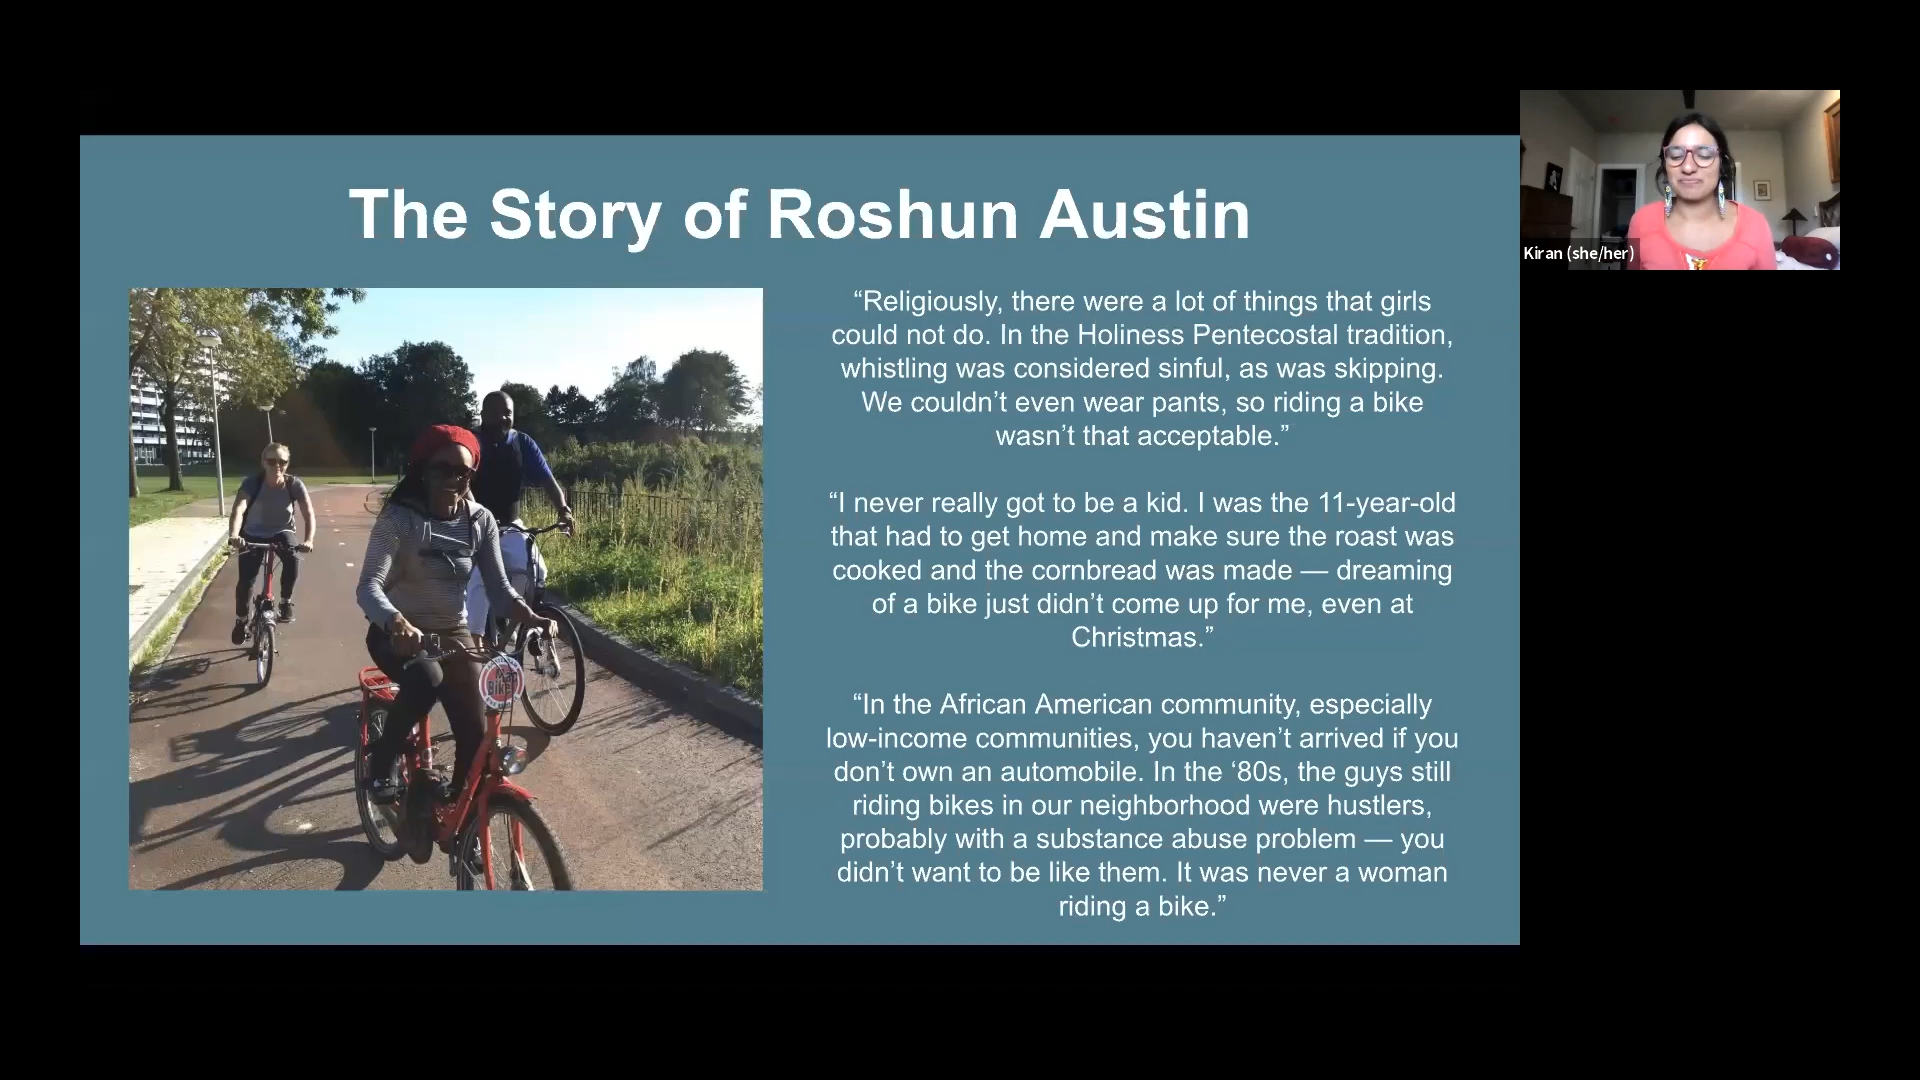 The Story of Roshun Austin
Kiran (she/her)
“Religiously, there were a lot of things that girls
could not do. In the Holiness Pentecostal tradition,
whistling was considered sinful, as was skipping.
We couldn’t even wear pants, so riding a bike
wasn’t that acceptable.”
“I never really got to be a kid. I was the 11-year-old
that had to get home and make sure the roast was
cooked and the cornbread was made — dreaming
of a bike just didn’t come up for me, even at
Christmas.”
“In the African American community, especially
low-income communities, you haven’t arrived if you
don’t own an automobile. In the ‘80s, the guys still
riding bikes in our neighborhood were hustlers,
probably with a substance abuse problem — you
didn’t want to be like them. It was never a woman
riding a bike.”
Bike